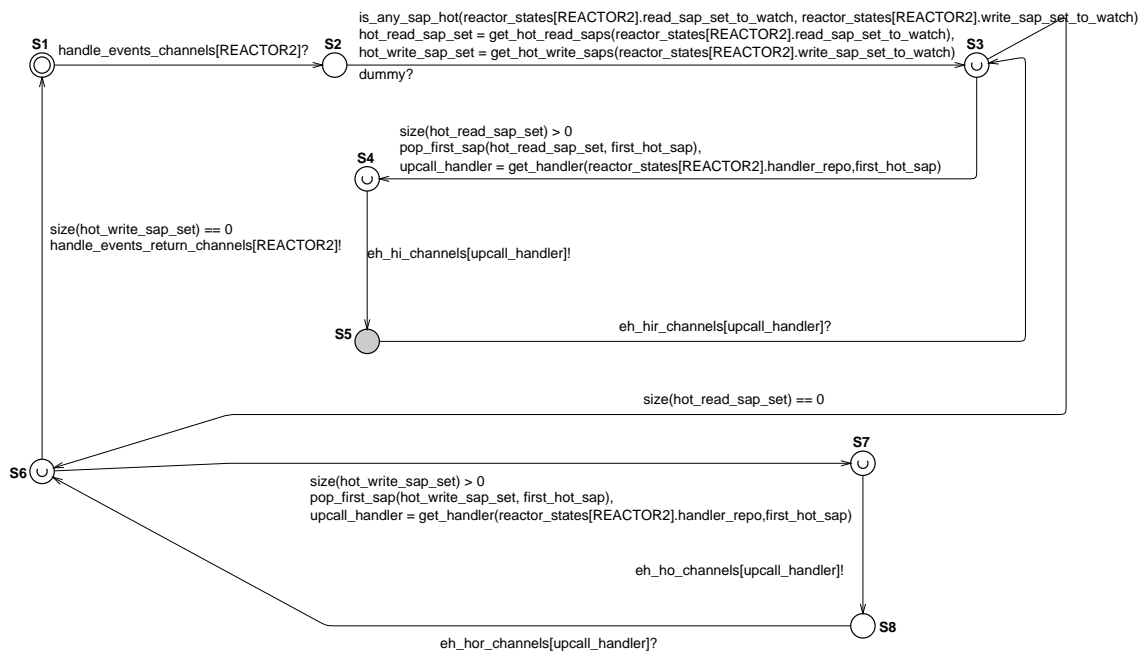 is_any_sap_hot(reactor_states[REACTOR2].read_sap_set_to_watch, reactor_states[REACTOR2].write_sap_set_to_watch)
hot_read_sap_set = get_hot_read_saps(reactor_states[REACTOR2].read_sap_set_to_watch),
hot_write_sap_set = get_hot_write_saps(reactor_states[REACTOR2].write_sap_set_to_watch)
dummy?
S1
handle_events_channels[REACTOR2]?
S2
S3
size(hot_read_sap_set) > 0
pop_first_sap(hot_read_sap_set, first_hot_sap),
upcall_handler = get_handler(reactor_states[REACTOR2].handler_repo,first_hot_sap)
S4
size(hot_write_sap_set) == 0
handle_events_return_channels[REACTOR2]!
eh_hi_channels[upcall_handler]!
S5
eh_hir_channels[upcall_handler]?
size(hot_read_sap_set) == 0
S6
S7
size(hot_write_sap_set) > 0
pop_first_sap(hot_write_sap_set, first_hot_sap),
upcall_handler = get_handler(reactor_states[REACTOR2].handler_repo,first_hot_sap)
eh_ho_channels[upcall_handler]!
S8
eh_hor_channels[upcall_handler]?